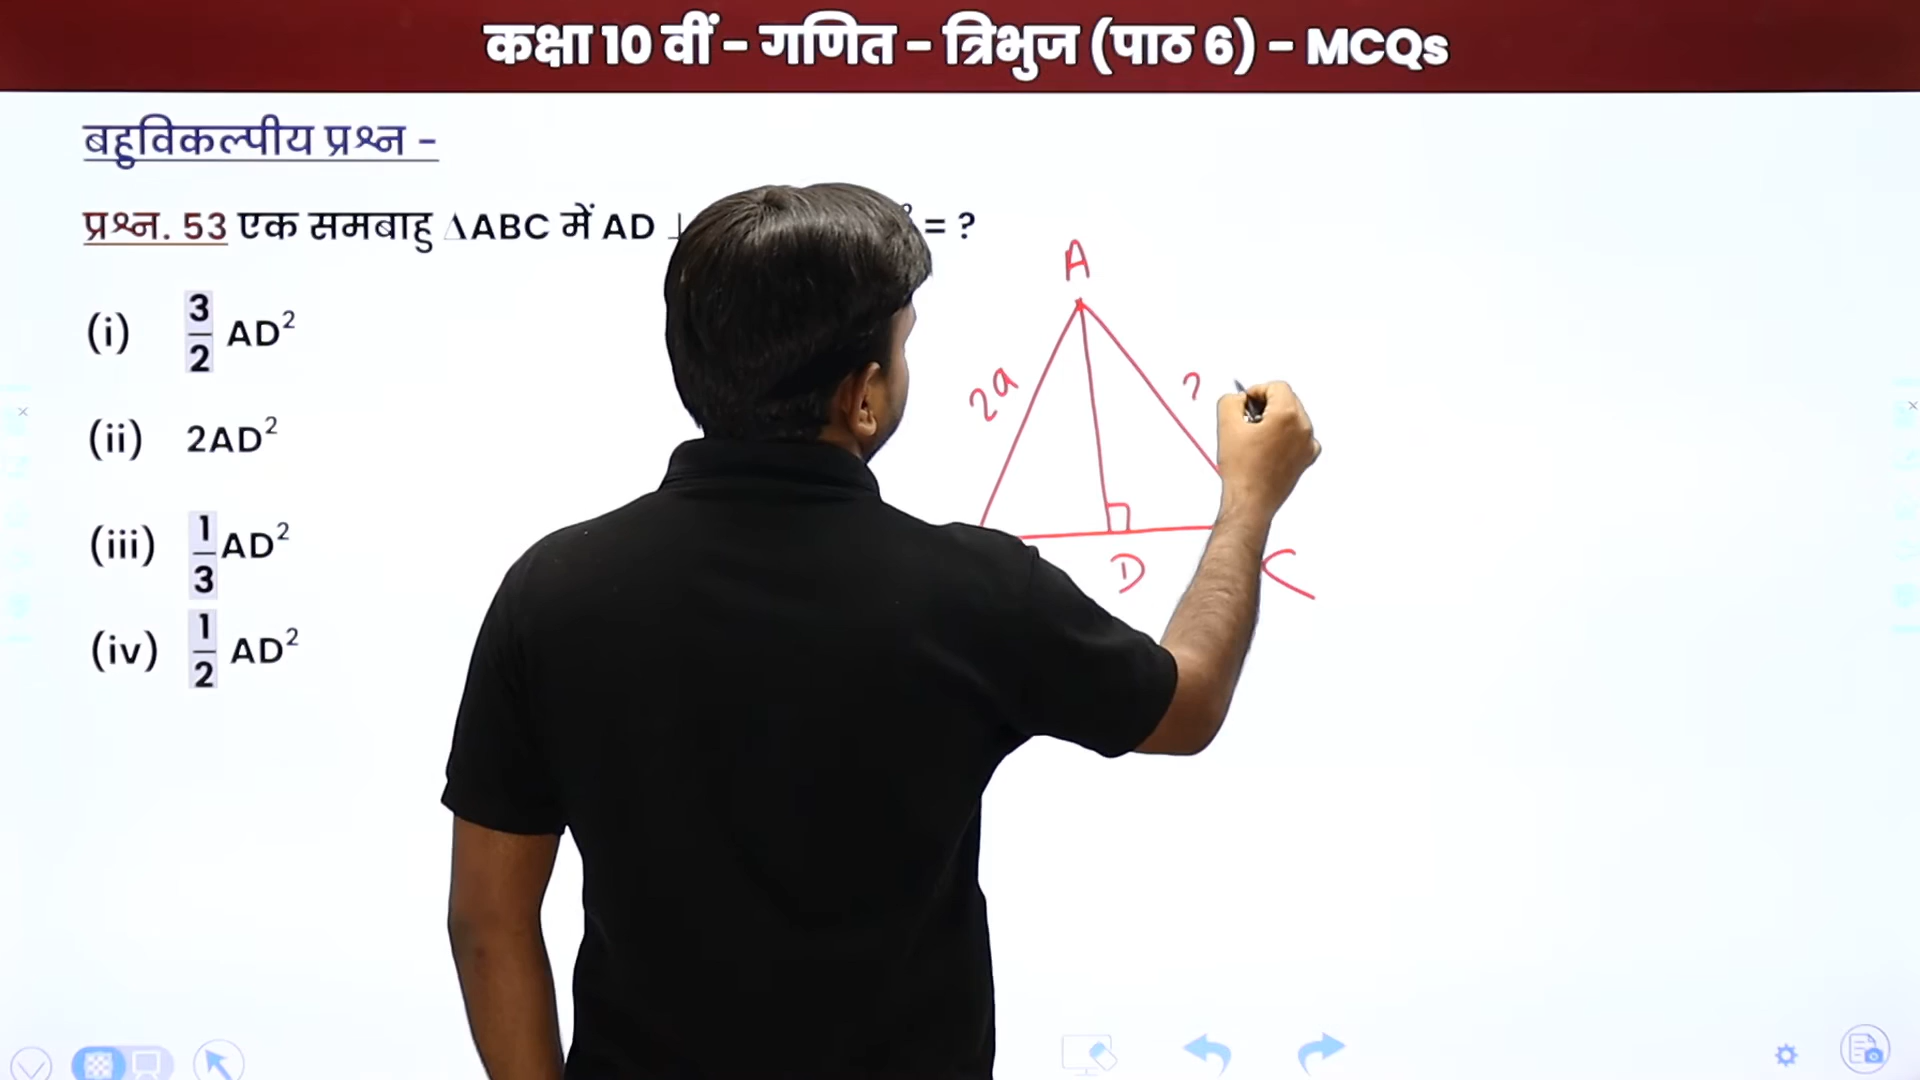 कक्षा 10 वीं - गणित - त्रिभुज (पाठ 6) - MCQs
बहुविकल्पीय प्रश्न -
प्रश्न. 53 एक समबाहु ∆ABC में AD ⊥ = ?
(i) 3/2 AD²
(ii) 2AD²
(iii) 1/3 AD²
(iv) 1/2 AD²
A
2a
D
C